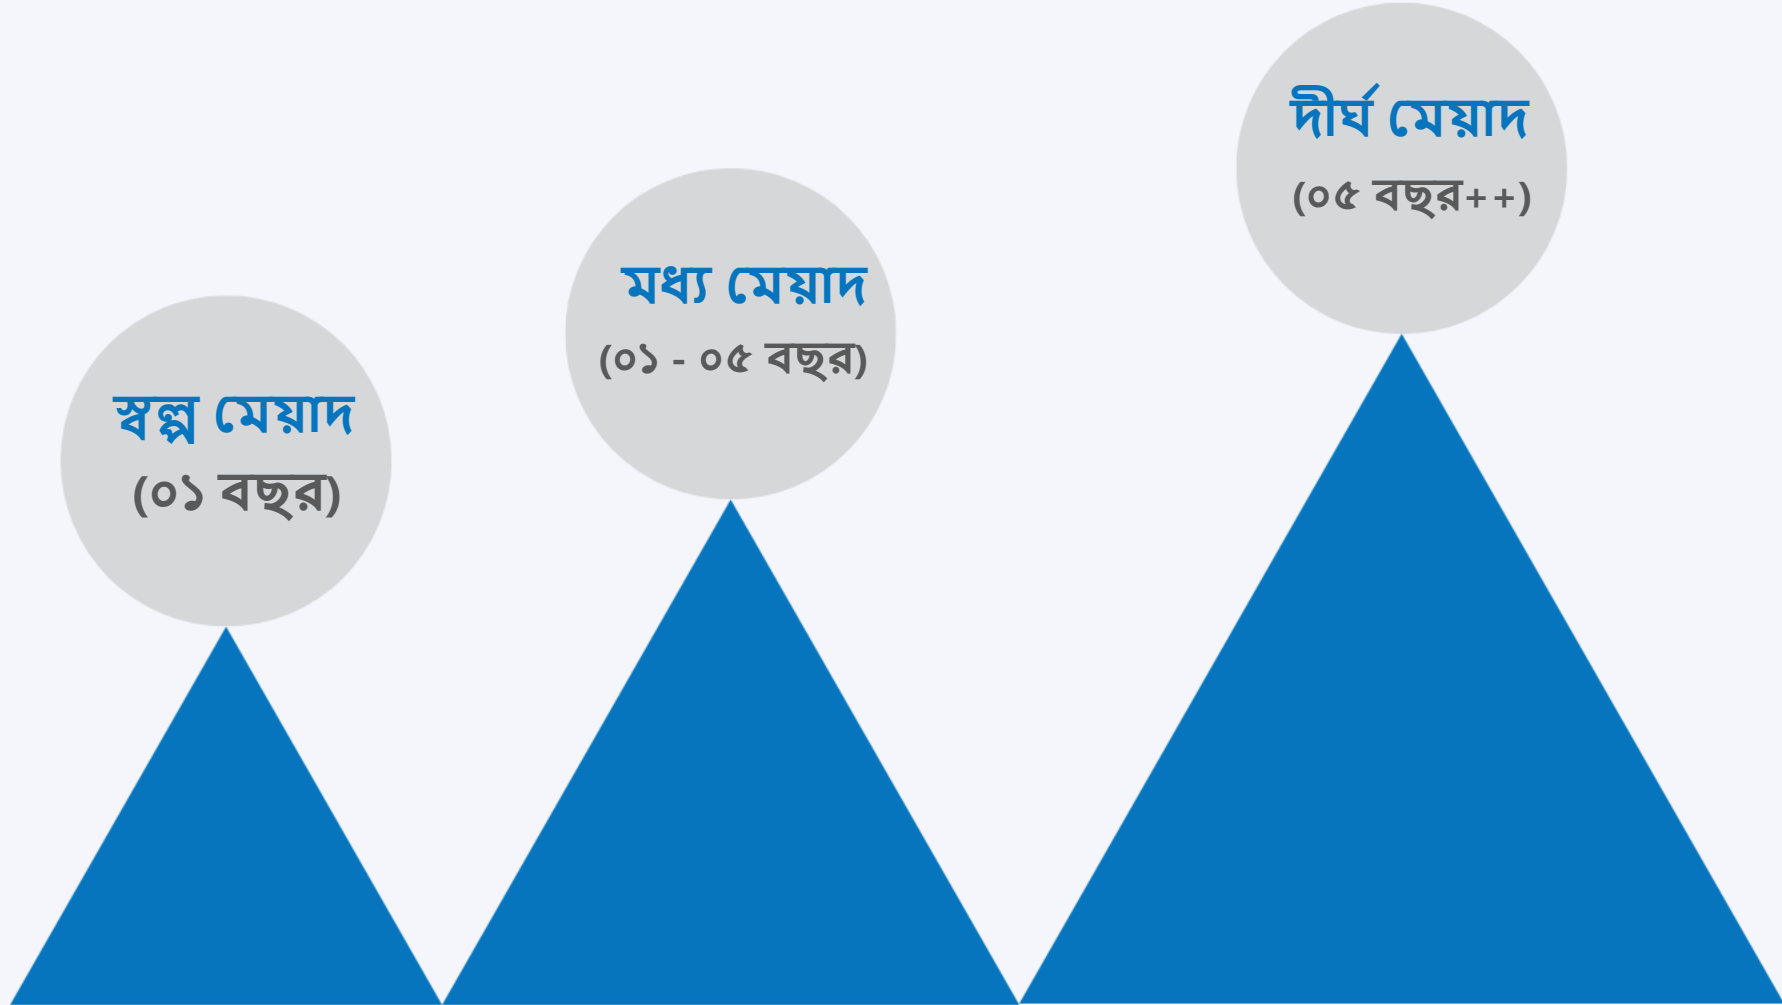 স্বল্প মেয়াদ
(০১ বছর)
মধ্য মেয়াদ
(০১ - ০৫ বছর)
দীর্ঘ মেয়াদ
(০৫ বছর++)